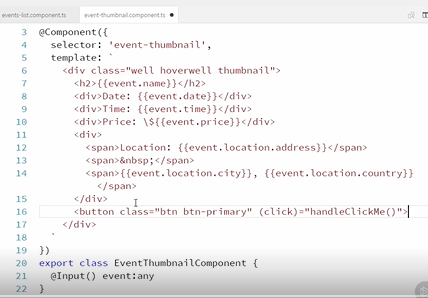 events-list.component.ts
event-thumbnail.component.ts
3 @Component({
4 selector: 'event-thumbnail',
5 template: `
6 <div class="well hoverwell thumbnail">
7 <h2>{{event.name}}</h2>
8 <div>Date: {{event.date}}</div>
9 <div>Time: {{event.time}}</div>
10 <div>Price: \${{event.price}}</div>
11 <div>
12 <span>Location: {{event.location.address}}</span>
13 <span>&nbsp;</span>
14 <span>{{event.location.city}}, {{event.location.country}}
</span>
15 </div>
16 <button class="btn btn-primary" (click)="handleClickMe()">
17 </div>
18 `
19 })
20 export class EventThumbnailComponent {
21 @Input() event:any
22 }